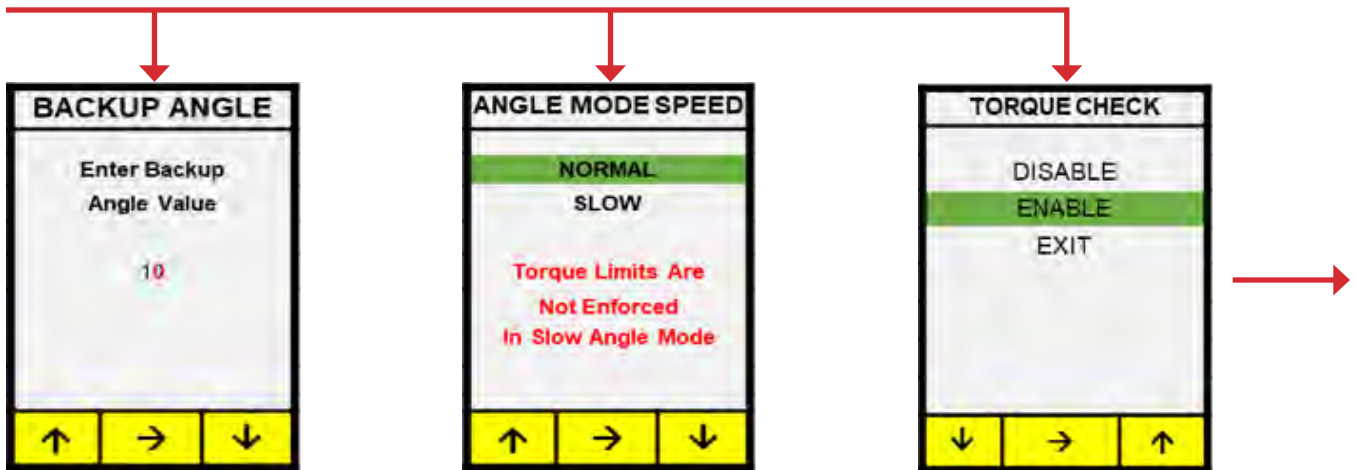 BACKUP ANGLE
Enter Backup
Angle Value
10
↑ → ↓
ANGLE MODE SPEED
NORMAL
SLOW
Torque Limits Are
Not Enforced
In Slow Angle Mode
↑ → ↓
TORQUE CHECK
DISABLE
ENABLE
EXIT
↓ → ↑